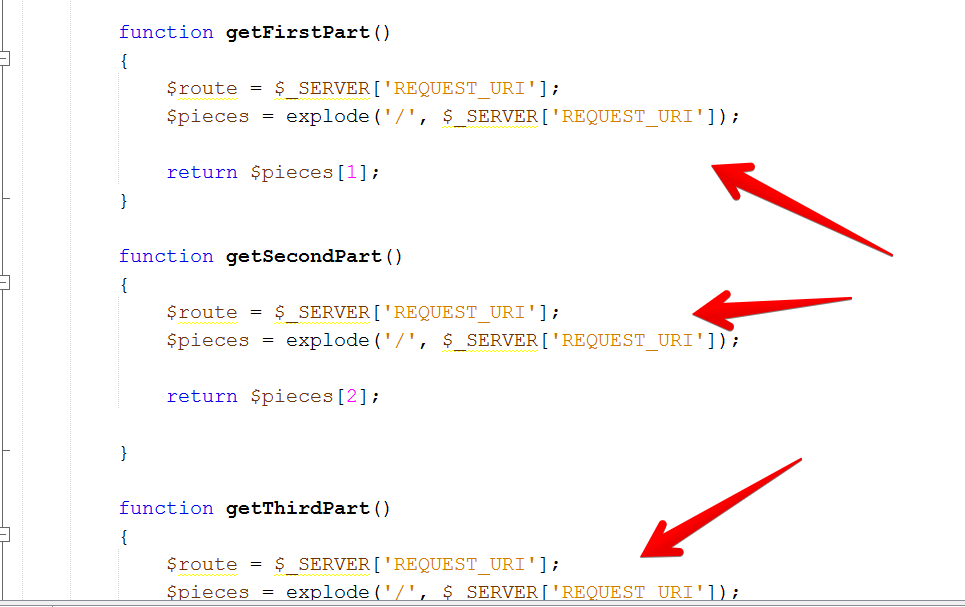 function getFirstPart()
{
$route = $_SERVER['REQUEST_URI'];
$pieces = explode('/', $_SERVER['REQUEST_URI']);
return $pieces[1];
}
function getSecondPart()
{
$route = $_SERVER['REQUEST_URI'];
$pieces = explode('/', $_SERVER['REQUEST_URI']);
return $pieces[2];
}
function getThirdPart()
{
$route = $_SERVER['REQUEST_URI'];
$pieces = explode('/', $_SERVER['REQUEST_URI']);